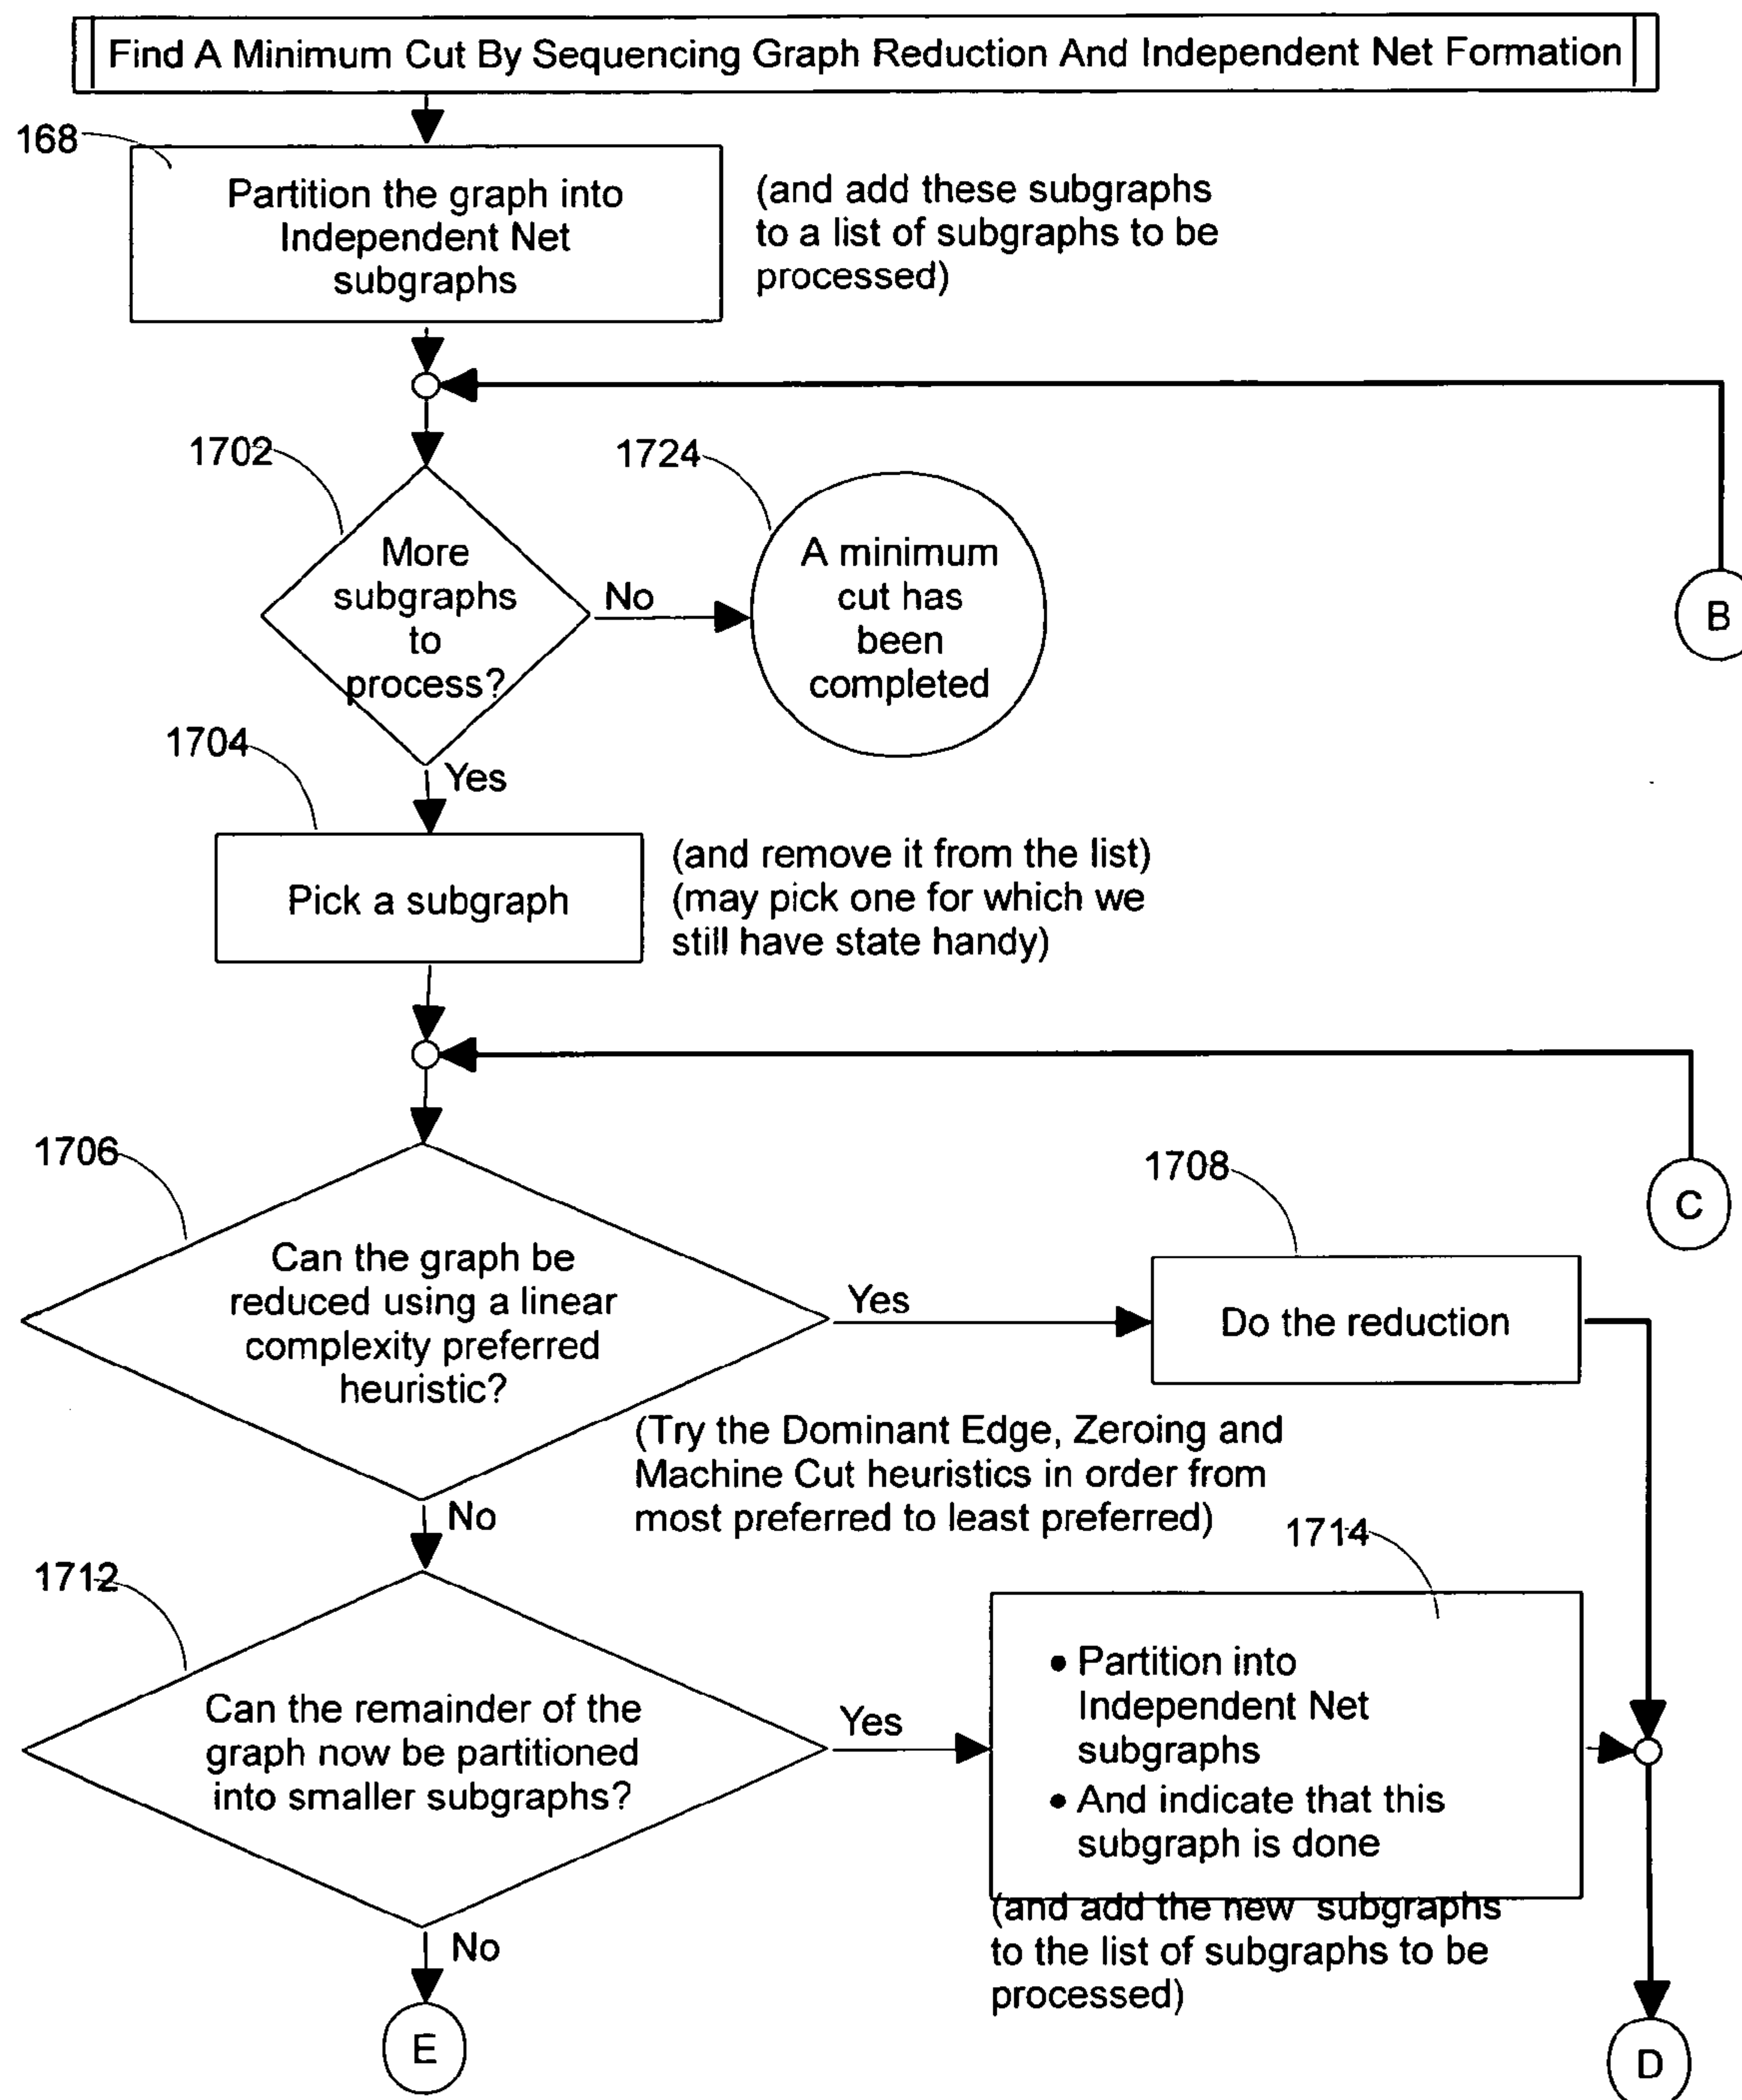 Find A Minimum Cut By Sequencing Graph Reduction And Independent Net Formation
168
Partition the graph into
Independent Net
subgraphs
(and add these subgraphs
to a list of subgraphs to be
processed)
1702
More
subgraphs
to
process?
No
1724
A minimum
cut has
been
completed
B
Yes
1704
Pick a subgraph
(and remove it from the list)
(may pick one for which we
still have state handy)
C
1706
Can the graph be
reduced using a linear
complexity preferred
heuristic?
Yes
1708
Do the reduction
(Try the Dominant Edge, Zeroing and
Machine Cut heuristics in order from
most preferred to least preferred)
No
1712
Can the remainder of the
graph now be partitioned
into smaller subgraphs?
Yes
1714
• Partition into
Independent Net
subgraphs
• And indicate that this
subgraph is done
(and add the new subgraphs
to the list of subgraphs to be
processed)
No
E
D